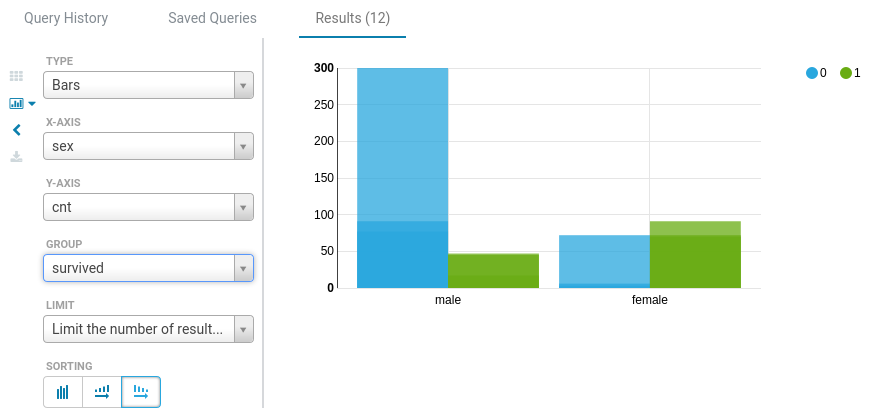 Query History Saved Queries Results (12)
TYPE
Bars
X-AXIS
sex
Y-AXIS
cnt
GROUP
survived
LIMIT
Limit the number of result...
SORTING
300
250
200
150
100
50
0
male female
0 1